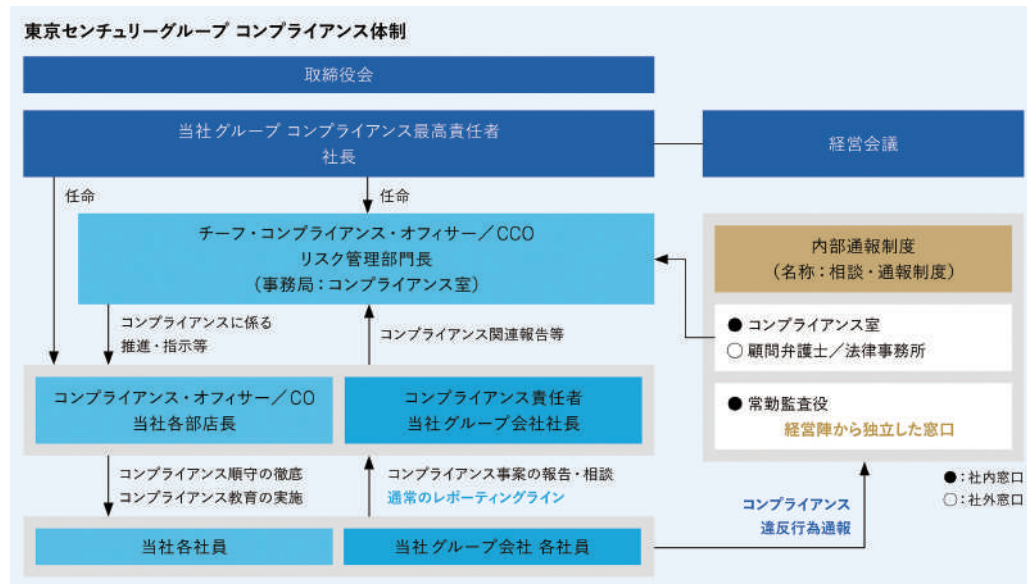 東京センチュリーグループ コンプライアンス体制
取締役会
当社グループ コンプライアンス最高責任者
社長
経営会議
任命
任命
チーフ・コンプライアンス・オフィサー／CCO
リスク管理部門長
（事務局：コンプライアンス室）
内部通報制度
（名称：相談・通報制度）
● コンプライアンス室
○ 顧問弁護士／法律事務所
● 常勤監査役
経営陣から独立した窓口
コンプライアンスに係る
推進・指示等
コンプライアンス関連報告等
コンプライアンス・オフィサー／CO
当社各部店長
コンプライアンス責任者
当社グループ会社社長
コンプライアンス順守の徹底
コンプライアンス教育の実施
コンプライアンス事案の報告・相談
通常のレポーティングライン
●：社内窓口
○：社外窓口
コンプライアンス
違反行為通報
当社各社員
当社グループ会社 各社員